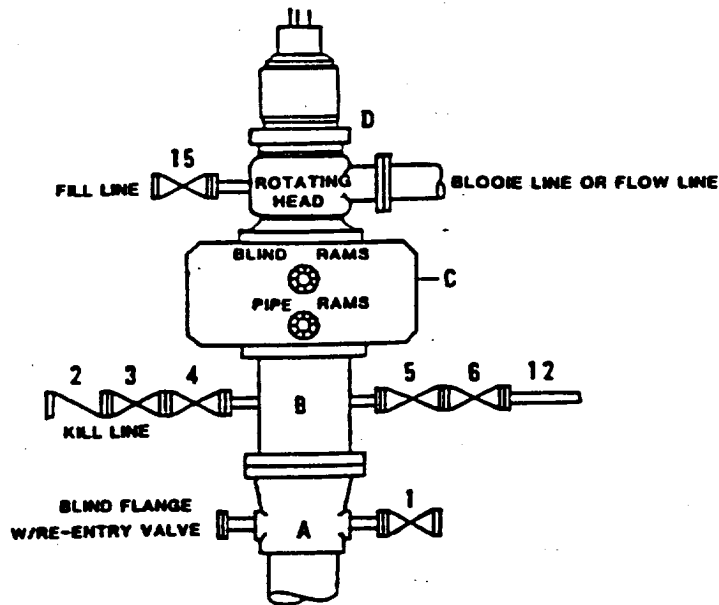 D
15
FILL LINE
ROTATING HEAD
BLOOIE LINE OR FLOW LINE
BLIND RAMS
C
PIPE RAMS
2 3 4
5 6 12
B
KILL LINE
BLIND FLANGE
W/RE-ENTRY VALVE
A
1